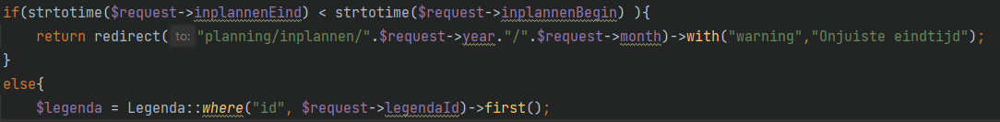 if(strtotime($request->inplannenEind) < strtotime($request->inplannenBegin) ){
    return redirect( to: "planning/inplannen/".$request->year."/".$request->month)->with("warning","Onjuiste eindtijd");
}
else{
    $legenda = Legenda::where("id", $request->legendaId)->first();